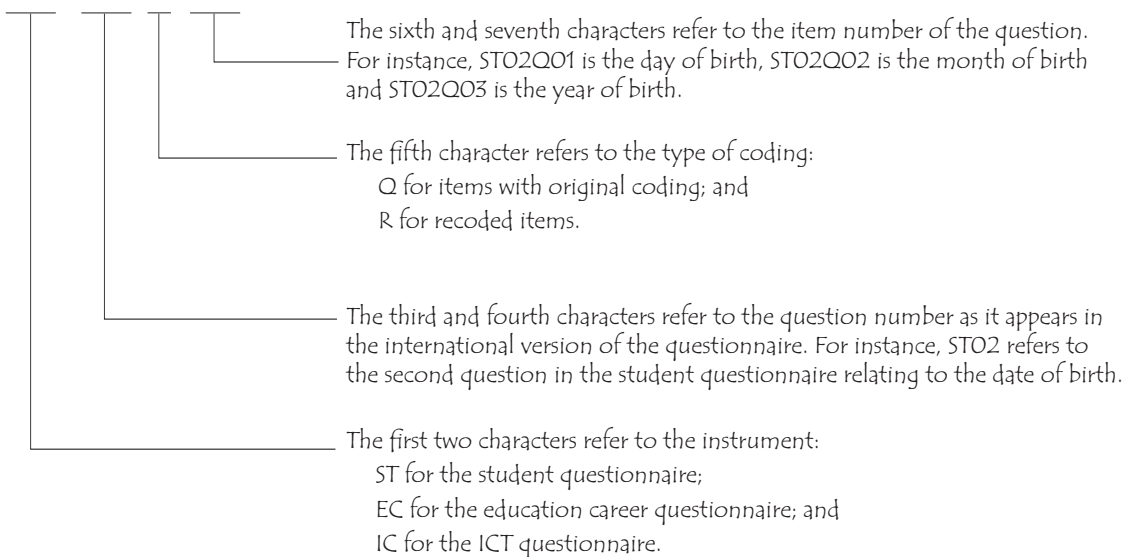 The sixth and seventh characters refer to the item number of the question.
For instance, ST02Q01 is the day of birth, ST02Q02 is the month of birth
and ST02Q03 is the year of birth.
The fifth character refers to the type of coding:
Q for items with original coding; and
R for recoded items.
The third and fourth characters refer to the question number as it appears in
the international version of the questionnaire. For instance, ST02 refers to
the second question in the student questionnaire relating to the date of birth.
The first two characters refer to the instrument:
ST for the student questionnaire;
EC for the education career questionnaire; and
IC for the ICT questionnaire.